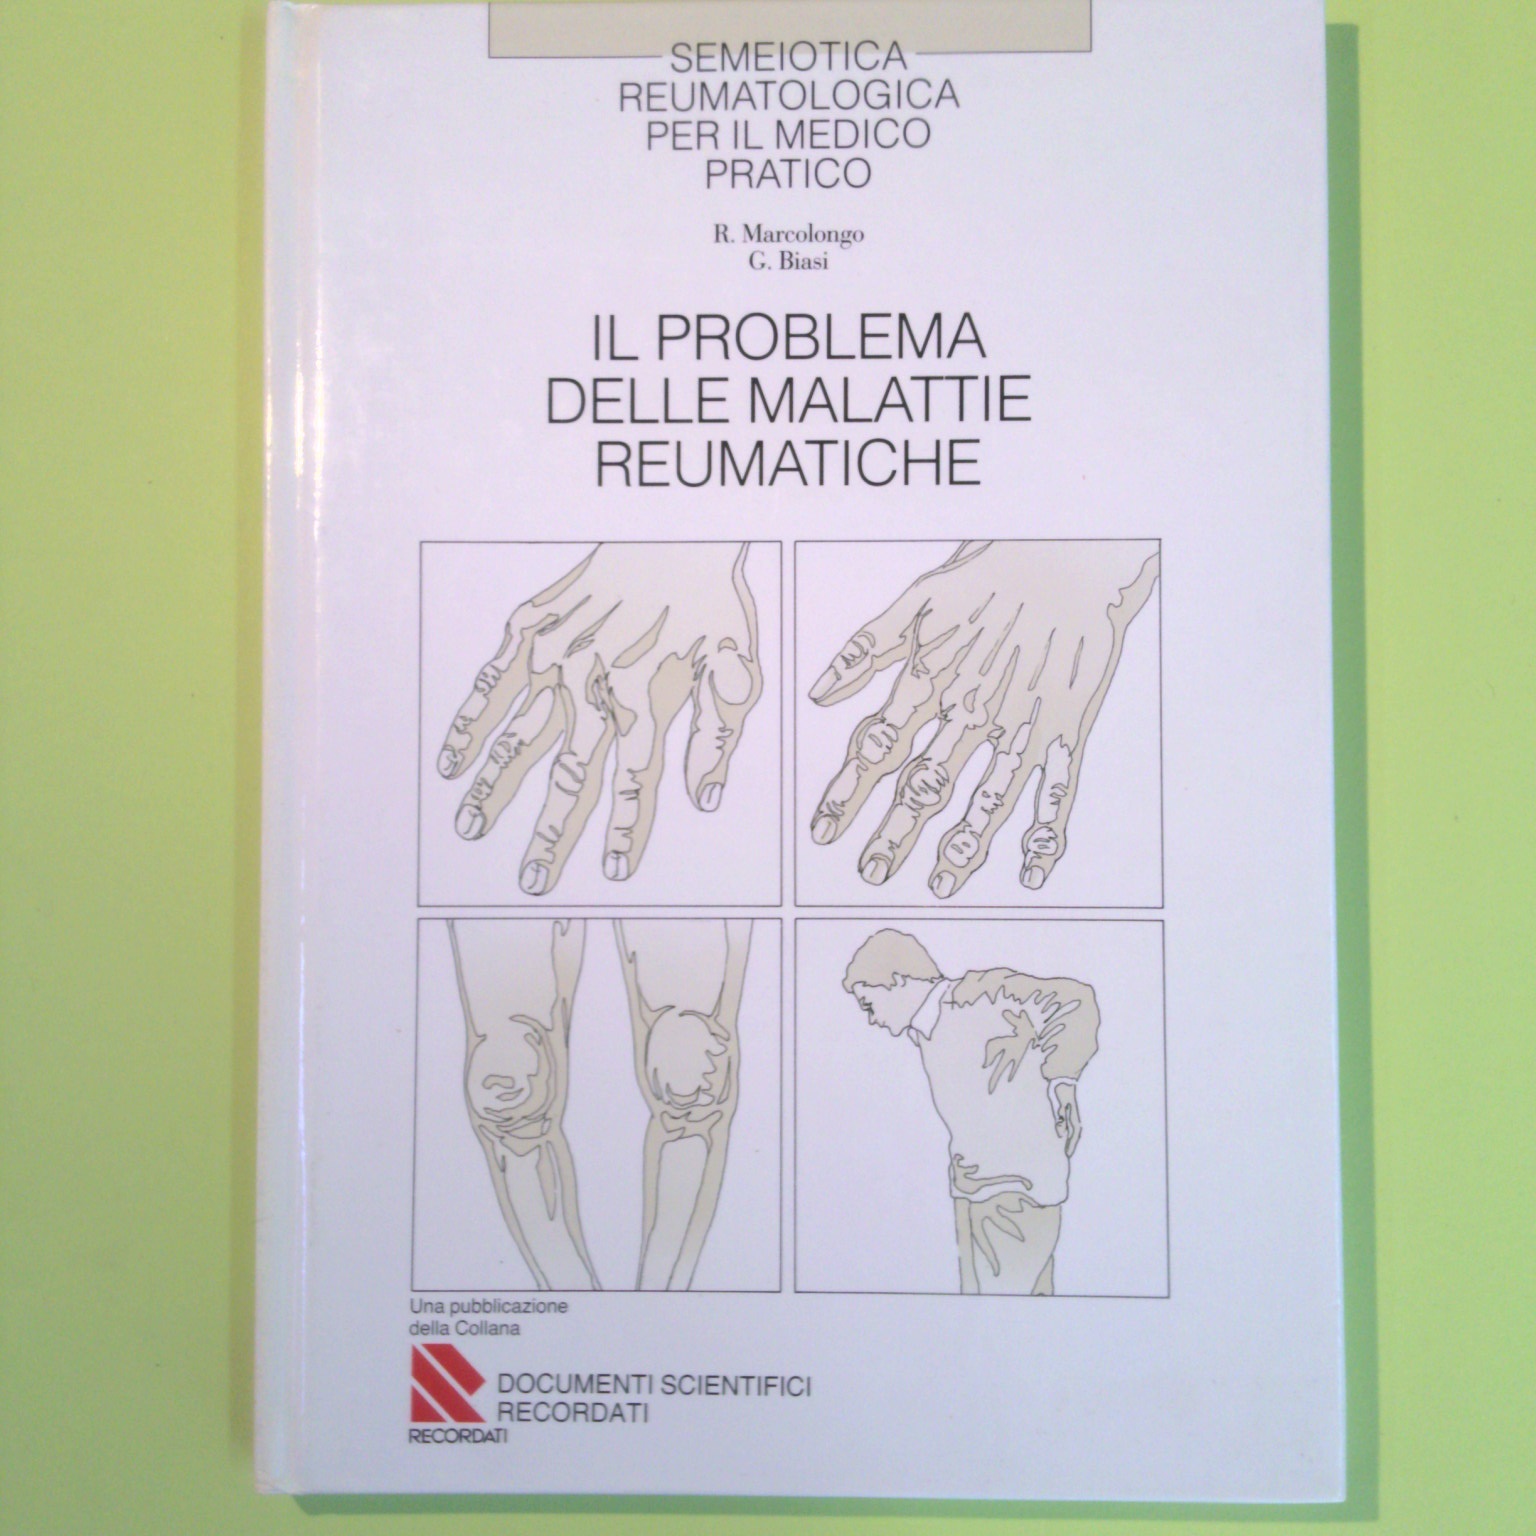 SEMEIOTICA
REUMATOLOGICA
PER IL MEDICO
PRATICO
R. Marcolongo
G. Biasi
IL PROBLEMA
DELLE MALATTIE
REUMATICHE
Una pubblicazione
della Collana
DOCUMENTI SCIENTIFICI
RECORDATI
RECORDATI